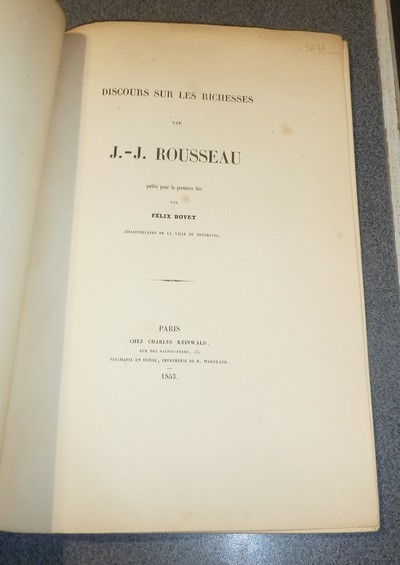 DISCOURS SUR LES RICHESSES
PAR
J.-J. ROUSSEAU
publié pour la première fois
PAR
FÉLIX BOVET
BIBLIOTHÉCAIRE DE LA VILLE DE NEUCHATEL.
PARIS
CHEZ CHARLES REINWALD,
RUE DES SAINTS-PÈRES,
NEUCHATEL EN SUISSE, IMPRIMERIE DE H. WOLFRATH.
1853.